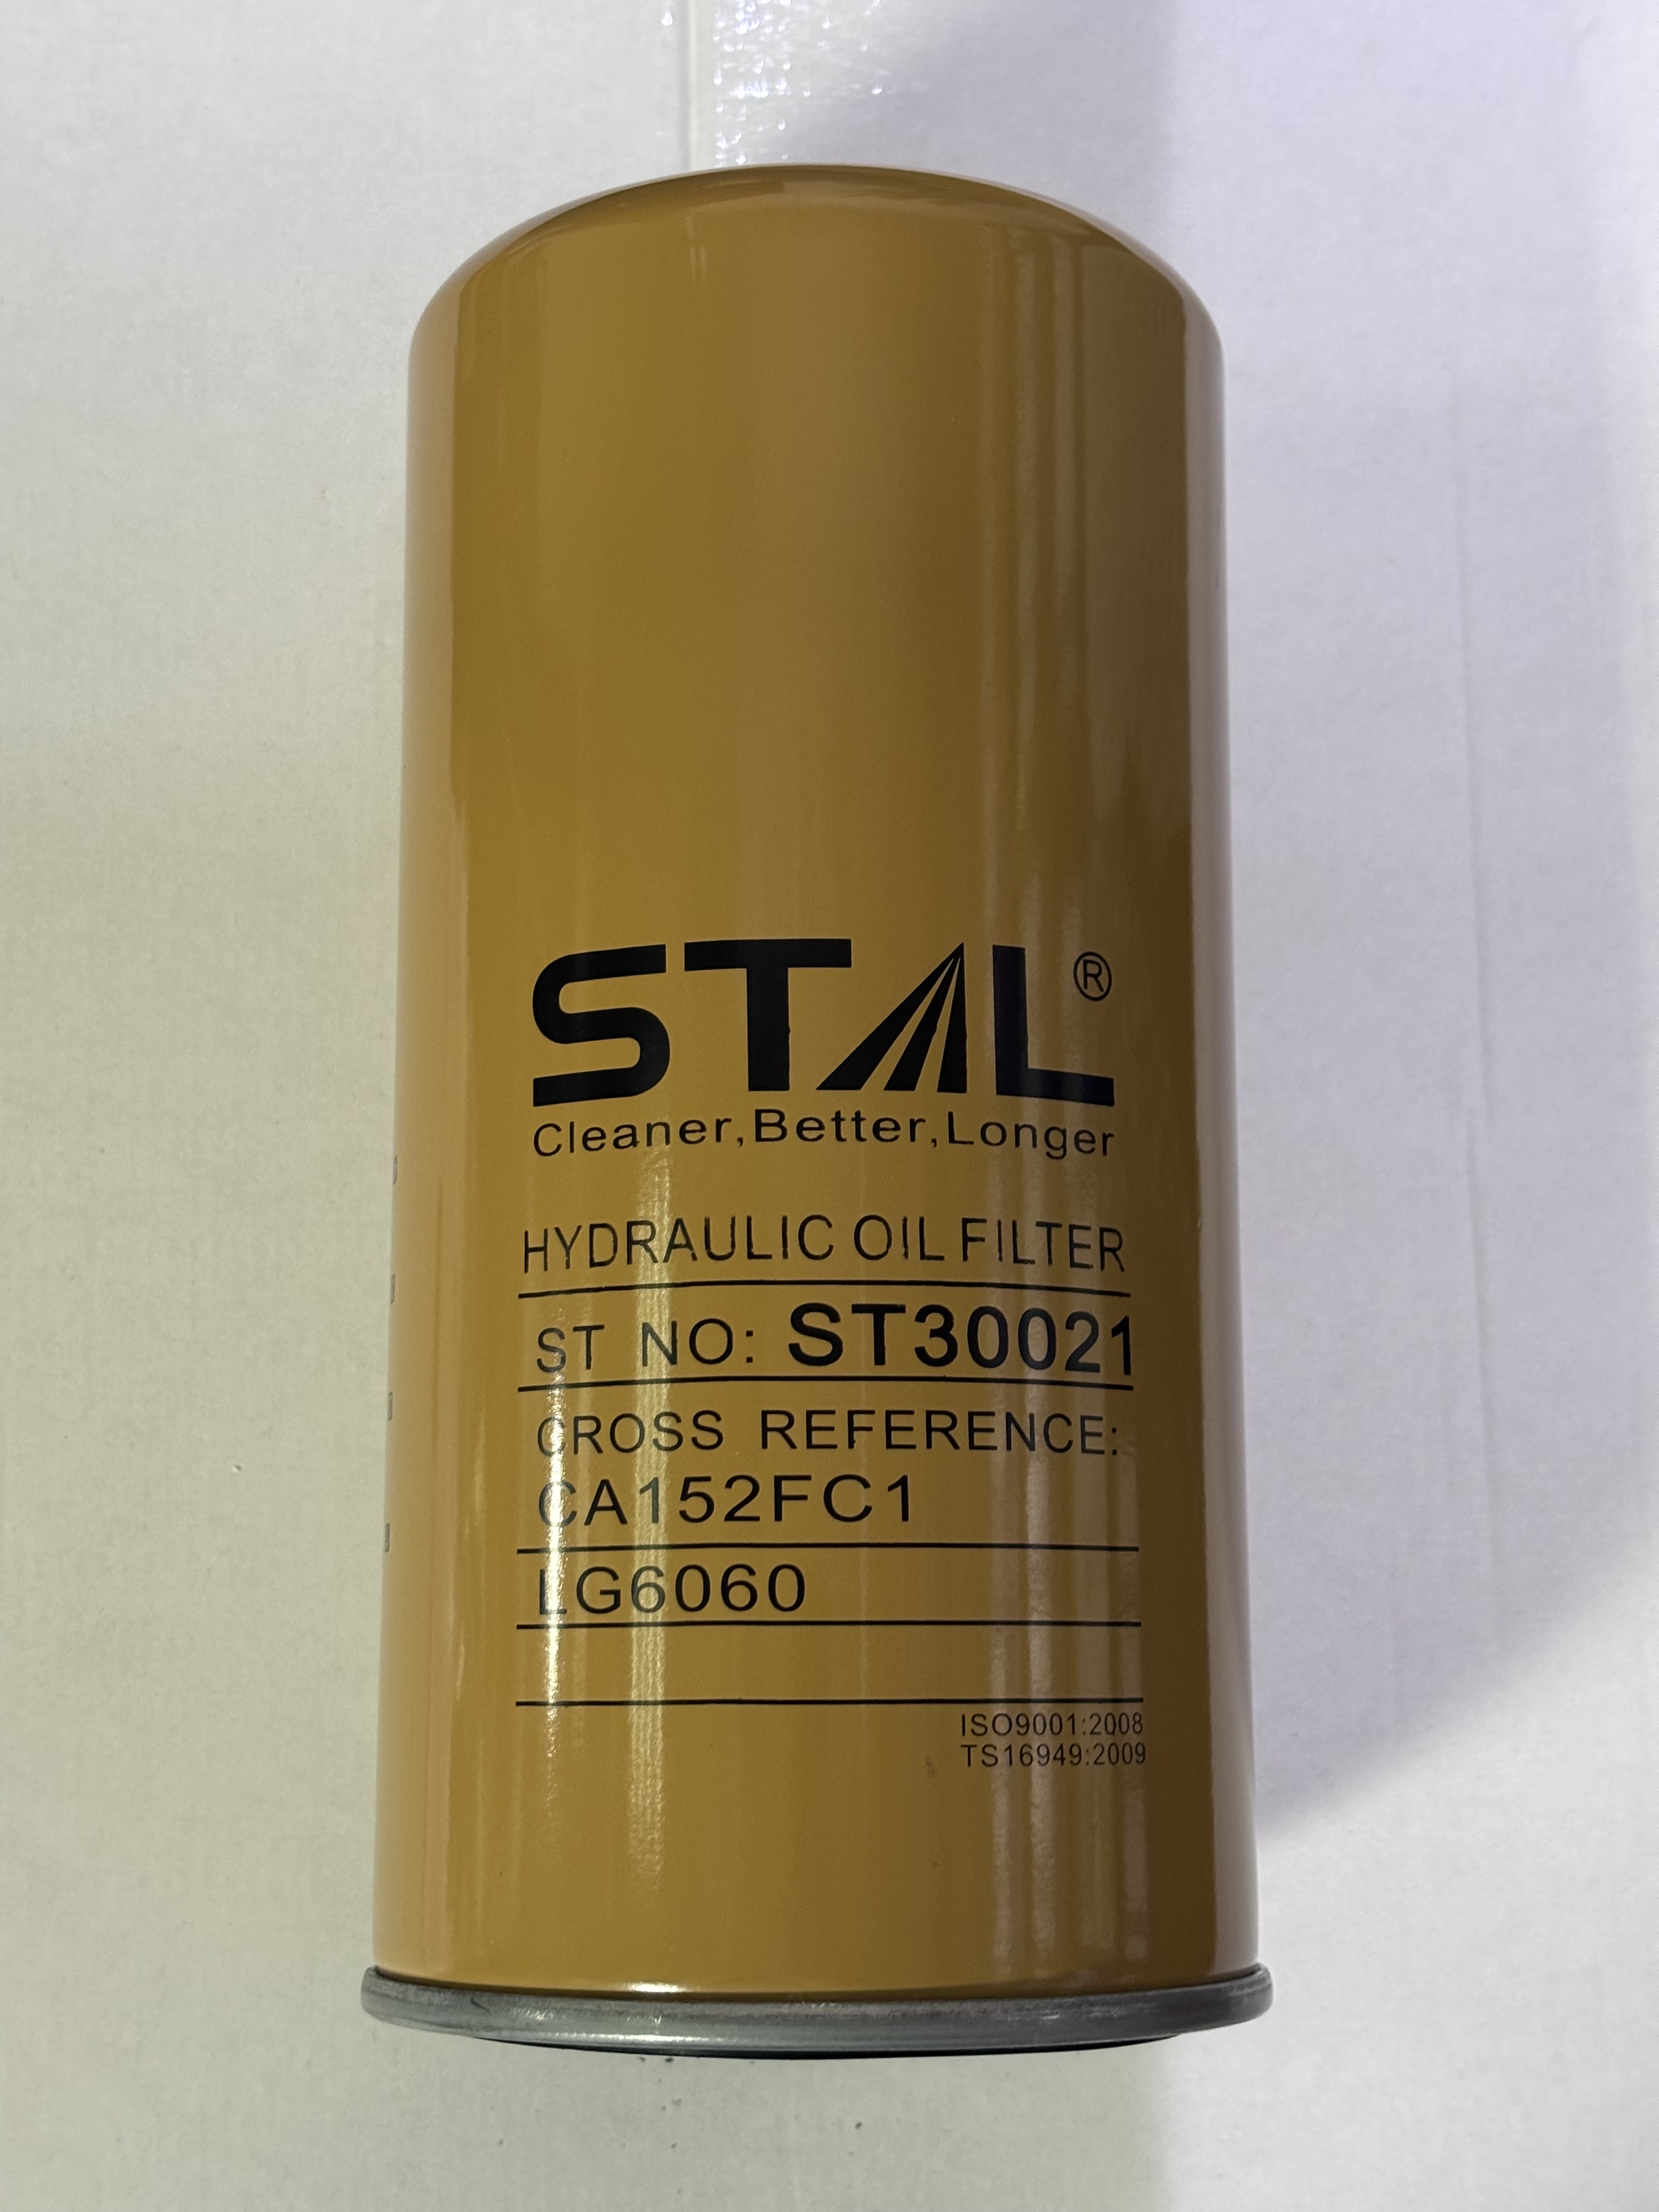 STAL®
Cleaner,Better,Longer
HYDRAULIC OIL FILTER
ST NO: ST30021
CROSS REFERENCE:
CA152FC1
LG6060
ISO9001:2008
TS16949:2009